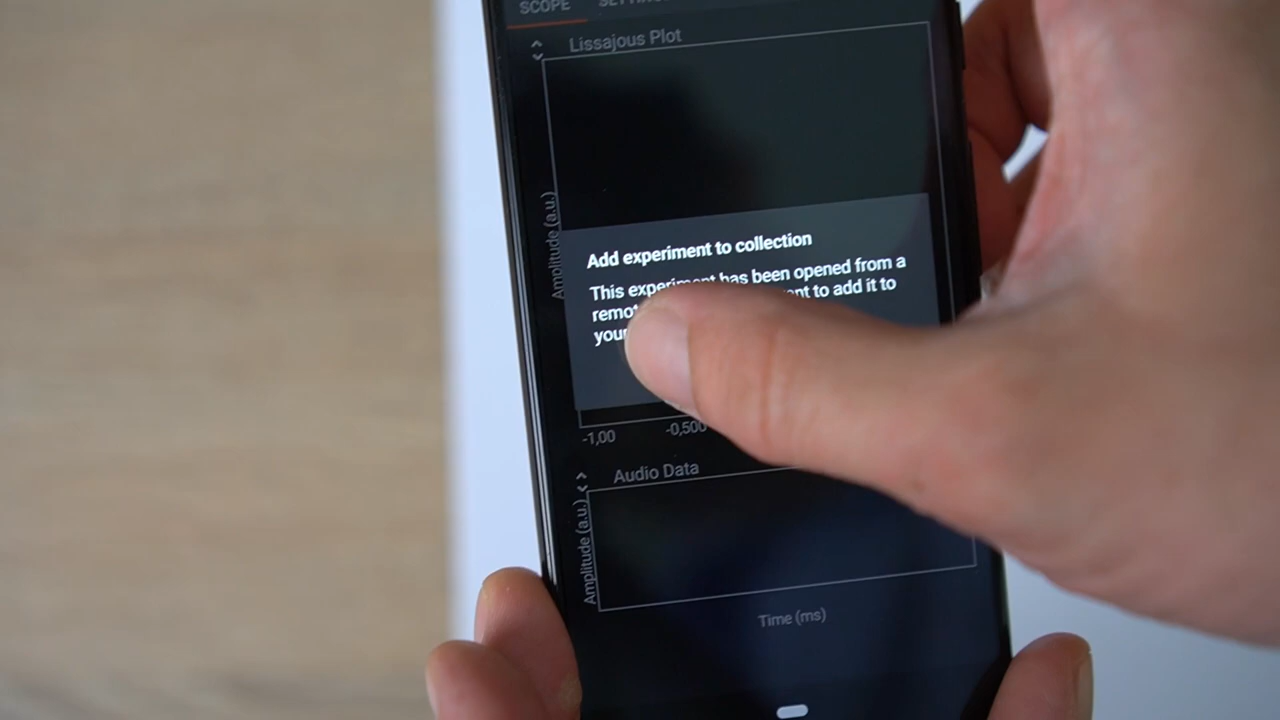 SCOPE
Lissajous Plot
Amplitude (a.u.)
Add experiment to collection
This experiment has been opened from a
to add it to
-1,00 -0,500
Audio Data
Amplitude (a.u.)
Time (ms)